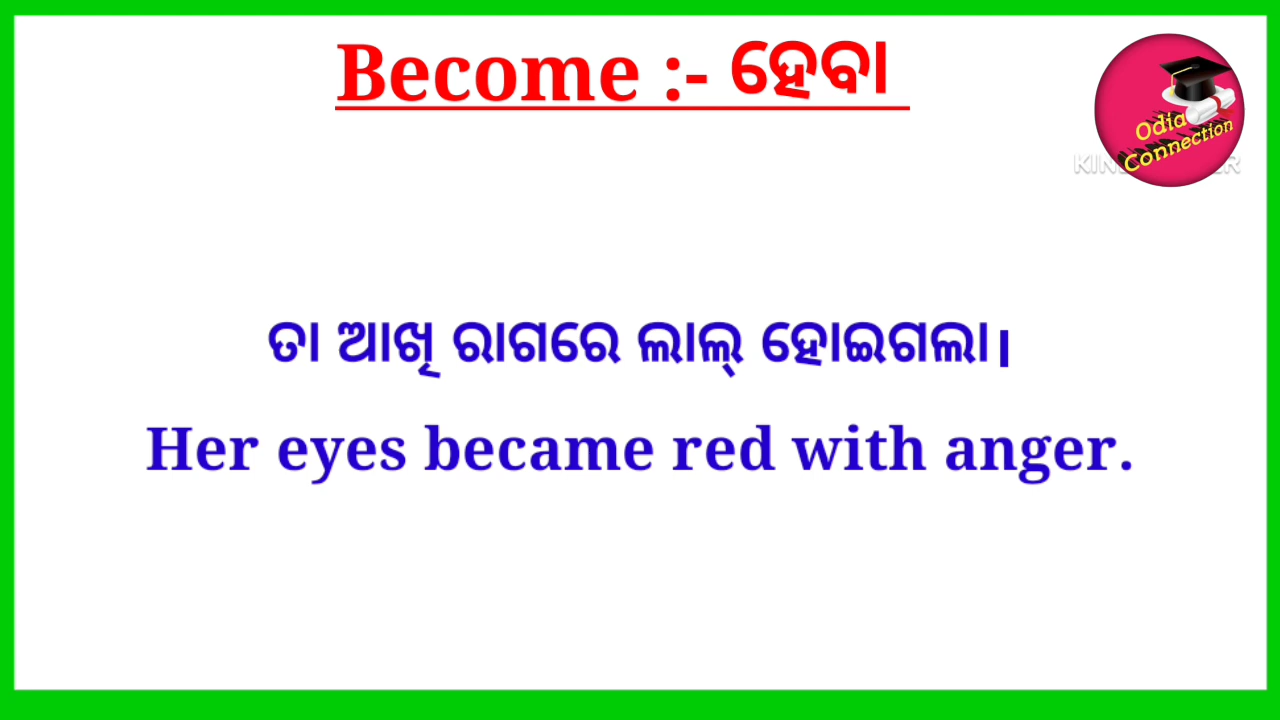 Become :- ହେବା
Odia
Connection
ତା ଆଖି ରାଗରେ ଲାଲ୍ ହୋଇଗଲା।
Her eyes became red with anger.